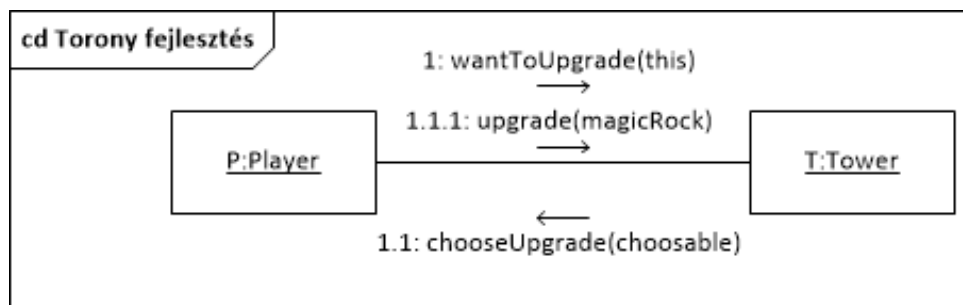 cd Torony fejlesztés
1: wantToUpgrade(this)
1.1.1: upgrade(magicRock)
P:Player
T:Tower
1.1: chooseUpgrade(choosable)